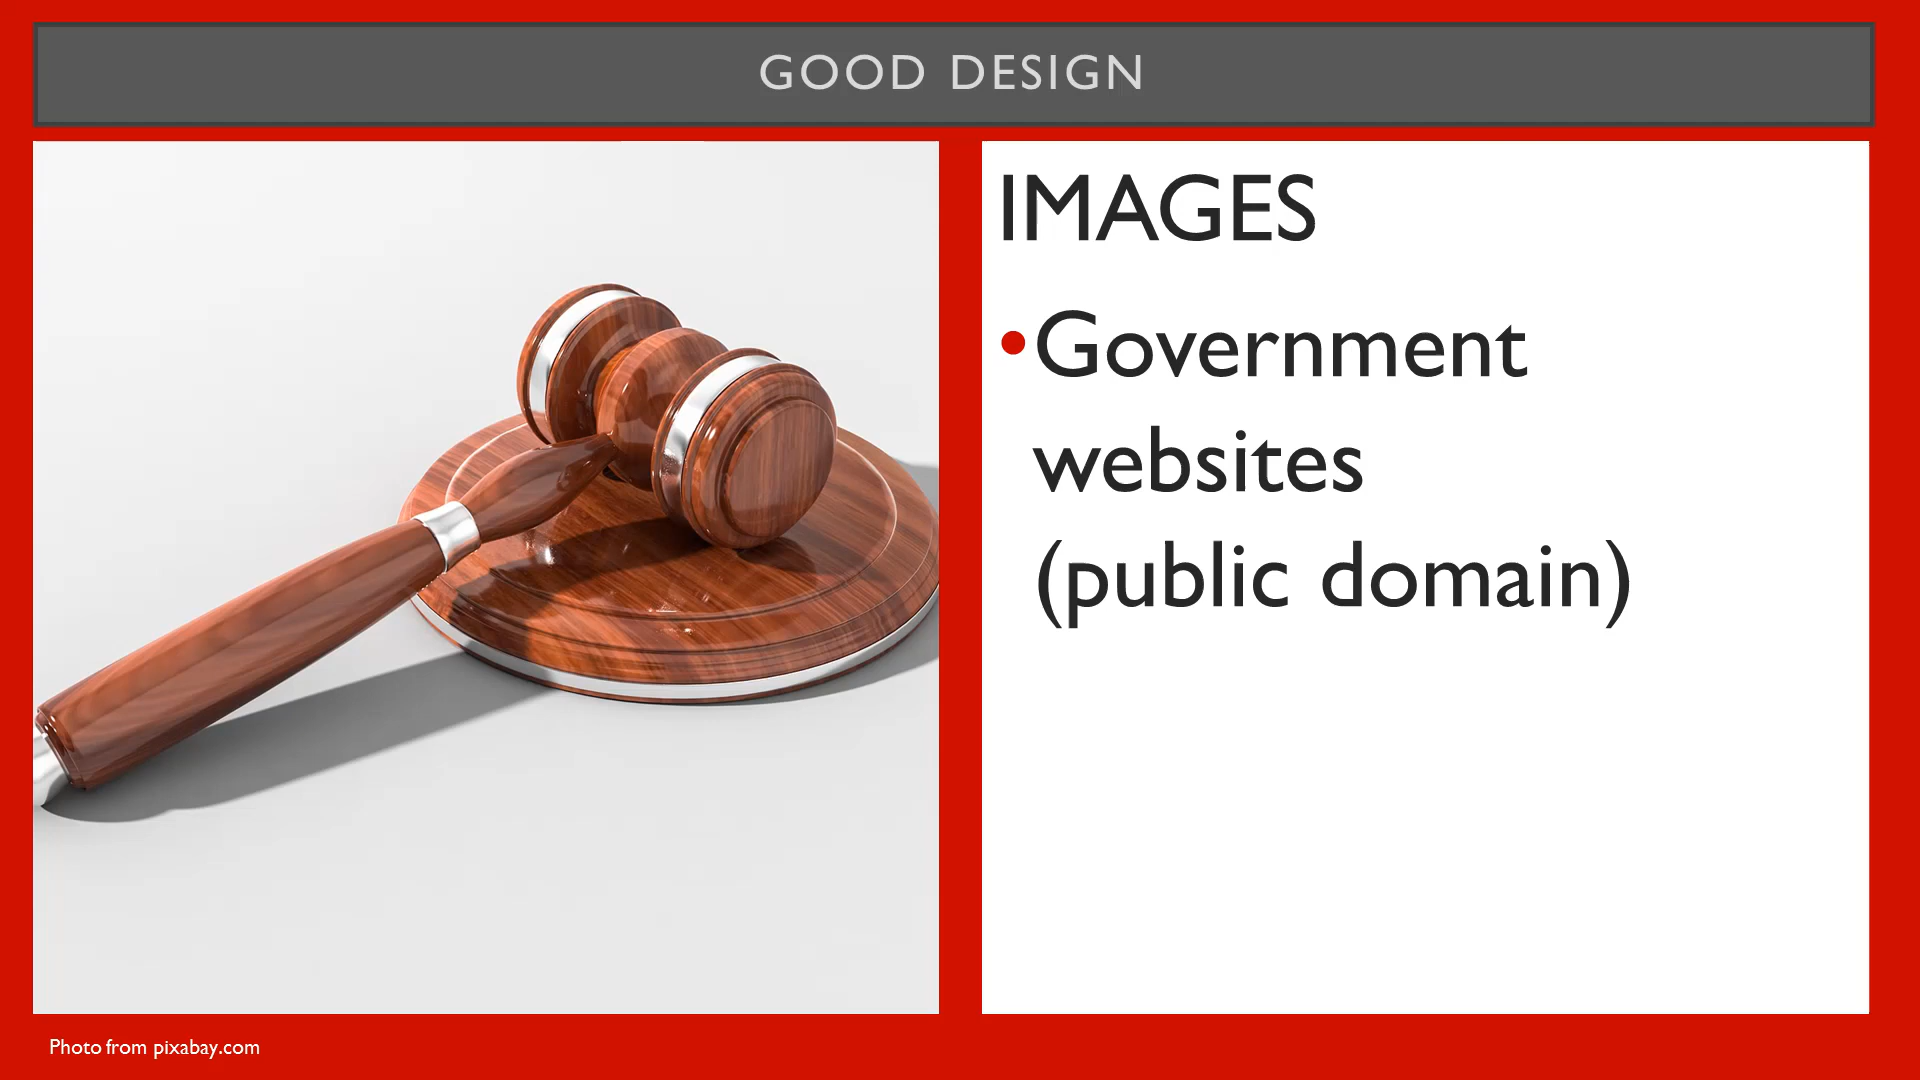 GOOD DESIGN
IMAGES
•Government
websites
(public domain)
Photo from pixabay.com